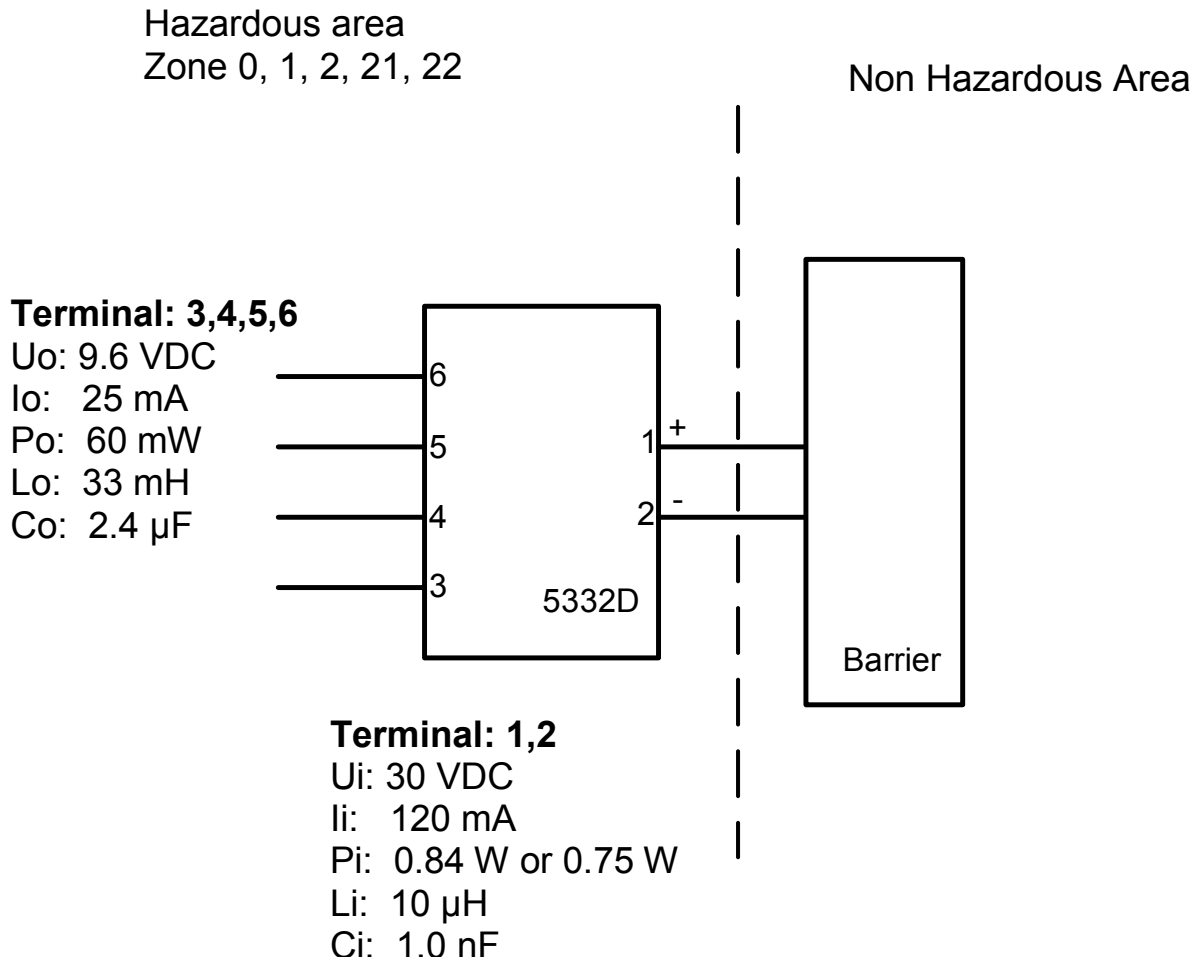 Hazardous area
Zone 0, 1, 2, 21, 22
Non Hazardous Area
Terminal: 3,4,5,6
Uo: 9.6 VDC
Io: 25 mA
Po: 60 mW
Lo: 33 mH
Co: 2.4 µF
6
5
4
3
1
+
2
-
5332D
Barrier
Terminal: 1,2
Ui: 30 VDC
Ii: 120 mA
Pi: 0.84 W or 0.75 W
Li: 10 µH
Ci: 1.0 nF